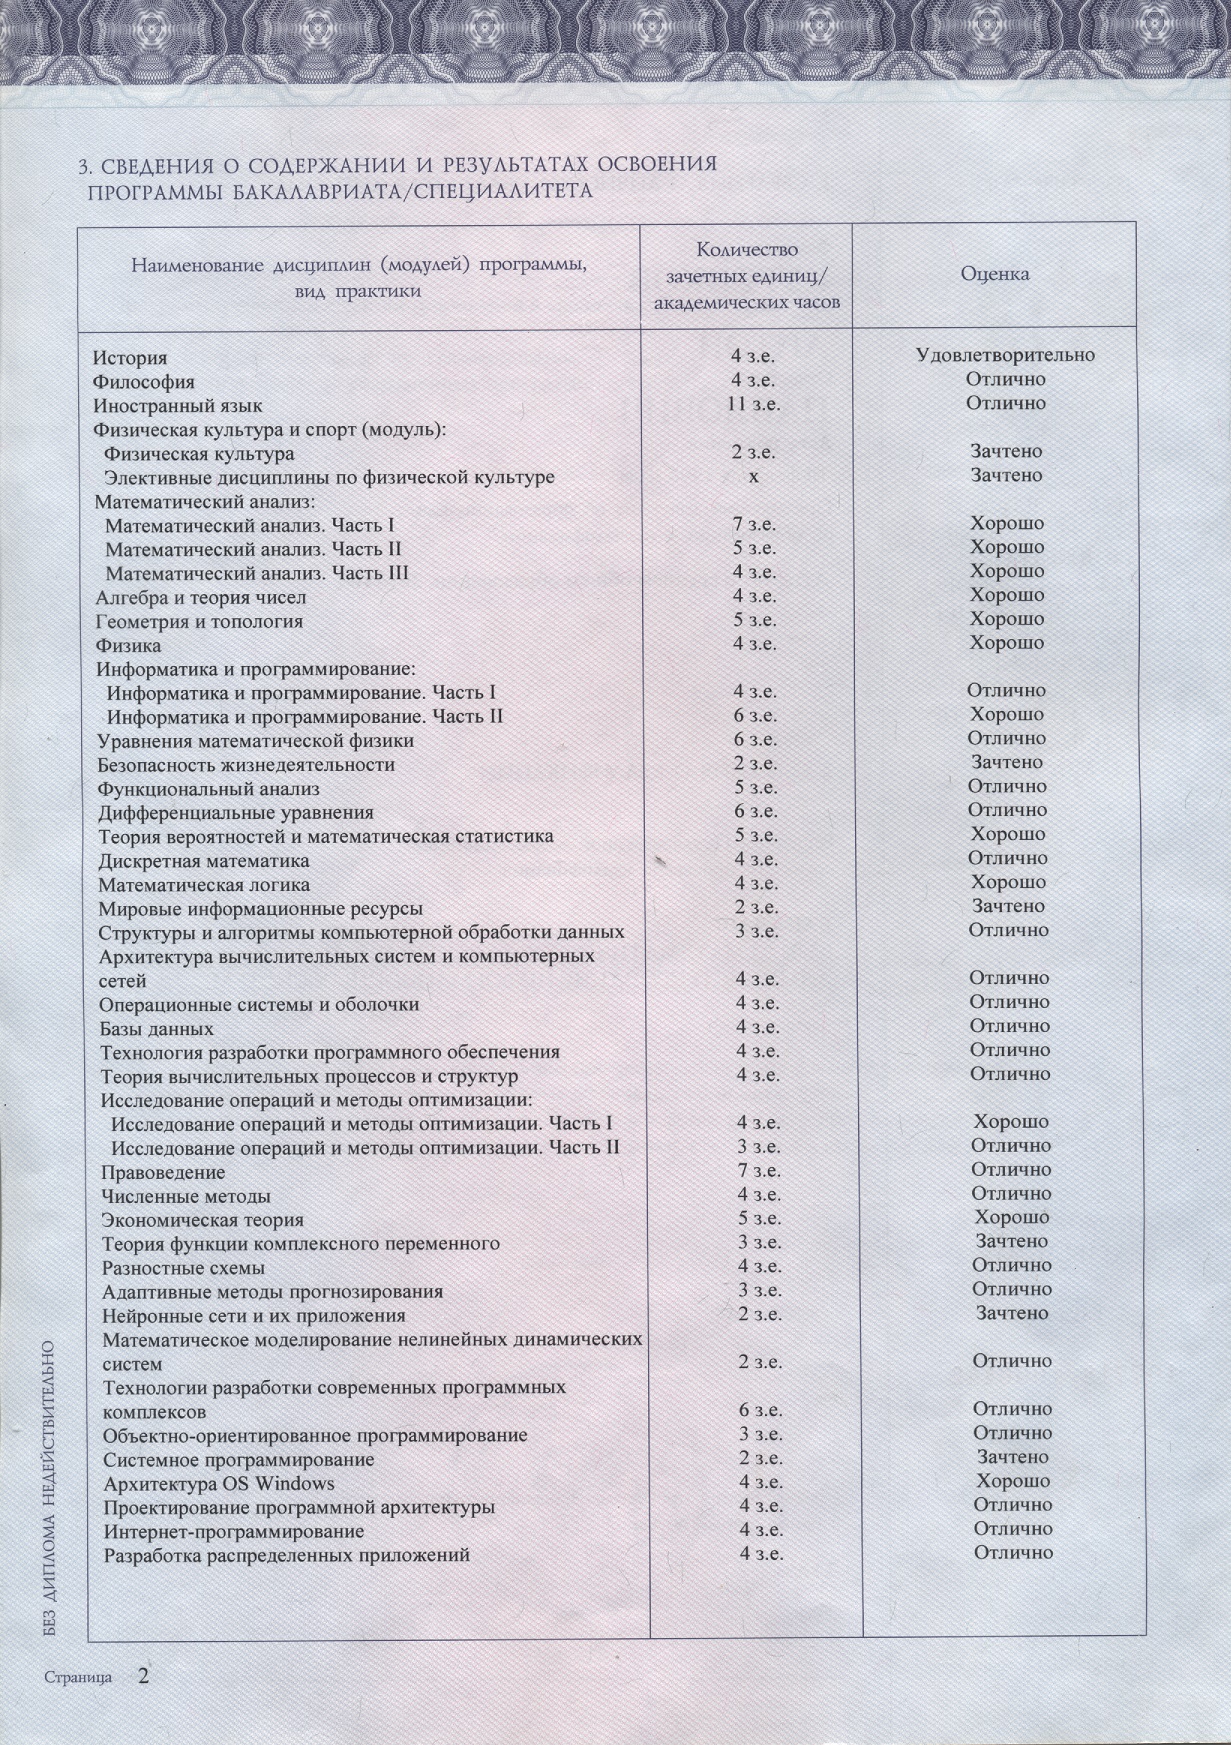 3. СВЕДЕНИЯ О СОДЕРЖАНИИ И РЕЗУЛЬТАТАХ ОСВОЕНИЯ
ПРОГРАММЫ БАКАЛАВРИАТА/СПЕЦИАЛИТЕТА
Наименование дисциплин (модулей) программы,
вид практики
Количество
зачетных единиц/
академических часов
Оценка
История 4 з.е. Удовлетворительно
Философия 4 з.е. Отлично
Иностранный язык 11 з.е. Отлично
Физическая культура и спорт (модуль):
Физическая культура 2 з.е. Зачтено
Элективные дисциплины по физической культуре х Зачтено
Математический анализ:
Математический анализ. Часть I 7 з.е. Хорошо
Математический анализ. Часть II 5 з.е. Хорошо
Математический анализ. Часть III 4 з.е. Хорошо
Алгебра и теория чисел 4 з.е. Хорошо
Геометрия и топология 5 з.е. Хорошо
Физика 4 з.е. Хорошо
Информатика и программирование:
Информатика и программирование. Часть I 4 з.е. Отлично
Информатика и программирование. Часть II 6 з.е. Хорошо
Уравнения математической физики 6 з.е. Отлично
Безопасность жизнедеятельности 2 з.е. Зачтено
Функциональный анализ 5 з.е. Отлично
Дифференциальные уравнения 6 з.е. Отлично
Теория вероятностей и математическая статистика 5 з.е. Хорошо
Дискретная математика 4 з.е. Отлично
Математическая логика 4 з.е. Хорошо
Мировые информационные ресурсы 2 з.е. Зачтено
Структуры и алгоритмы компьютерной обработки данных 3 з.е. Отлично
Архитектура вычислительных систем и компьютерных
сетей 4 з.е. Отлично
Операционные системы и оболочки 4 з.е. Отлично
Базы данных 4 з.е. Отлично
Технология разработки программного обеспечения 4 з.е. Отлично
Теория вычислительных процессов и структур 4 з.е. Отлично
Исследование операций и методы оптимизации:
Исследование операций и методы оптимизации. Часть I 4 з.е. Хорошо
Исследование операций и методы оптимизации. Часть II 3 з.е. Отлично
Правоведение 7 з.е. Отлично
Численные методы 4 з.е. Отлично
Экономическая теория 5 з.е. Хорошо
Теория функции комплексного переменного 3 з.е. Зачтено
Разностные схемы 4 з.е. Отлично
Адаптивные методы прогнозирования 3 з.е. Отлично
Нейронные сети и их приложения 2 з.е. Зачтено
Математическое моделирование нелинейных динамических
систем 2 з.е. Отлично
Технологии разработки современных программных
комплексов 6 з.е. Отлично
Объектно-ориентированное программирование 3 з.е. Отлично
Системное программирование 2 з.е. Зачтено
Архитектура OS Windows 4 з.е. Хорошо
Проектирование программной архитектуры 4 з.е. Отлично
Интернет-программирование 4 з.е. Отлично
Разработка распределенных приложений 4 з.е. Отлично
БЕЗ ДИПЛОМА НЕДЕЙСТВИТЕЛЬНО
Страница 2